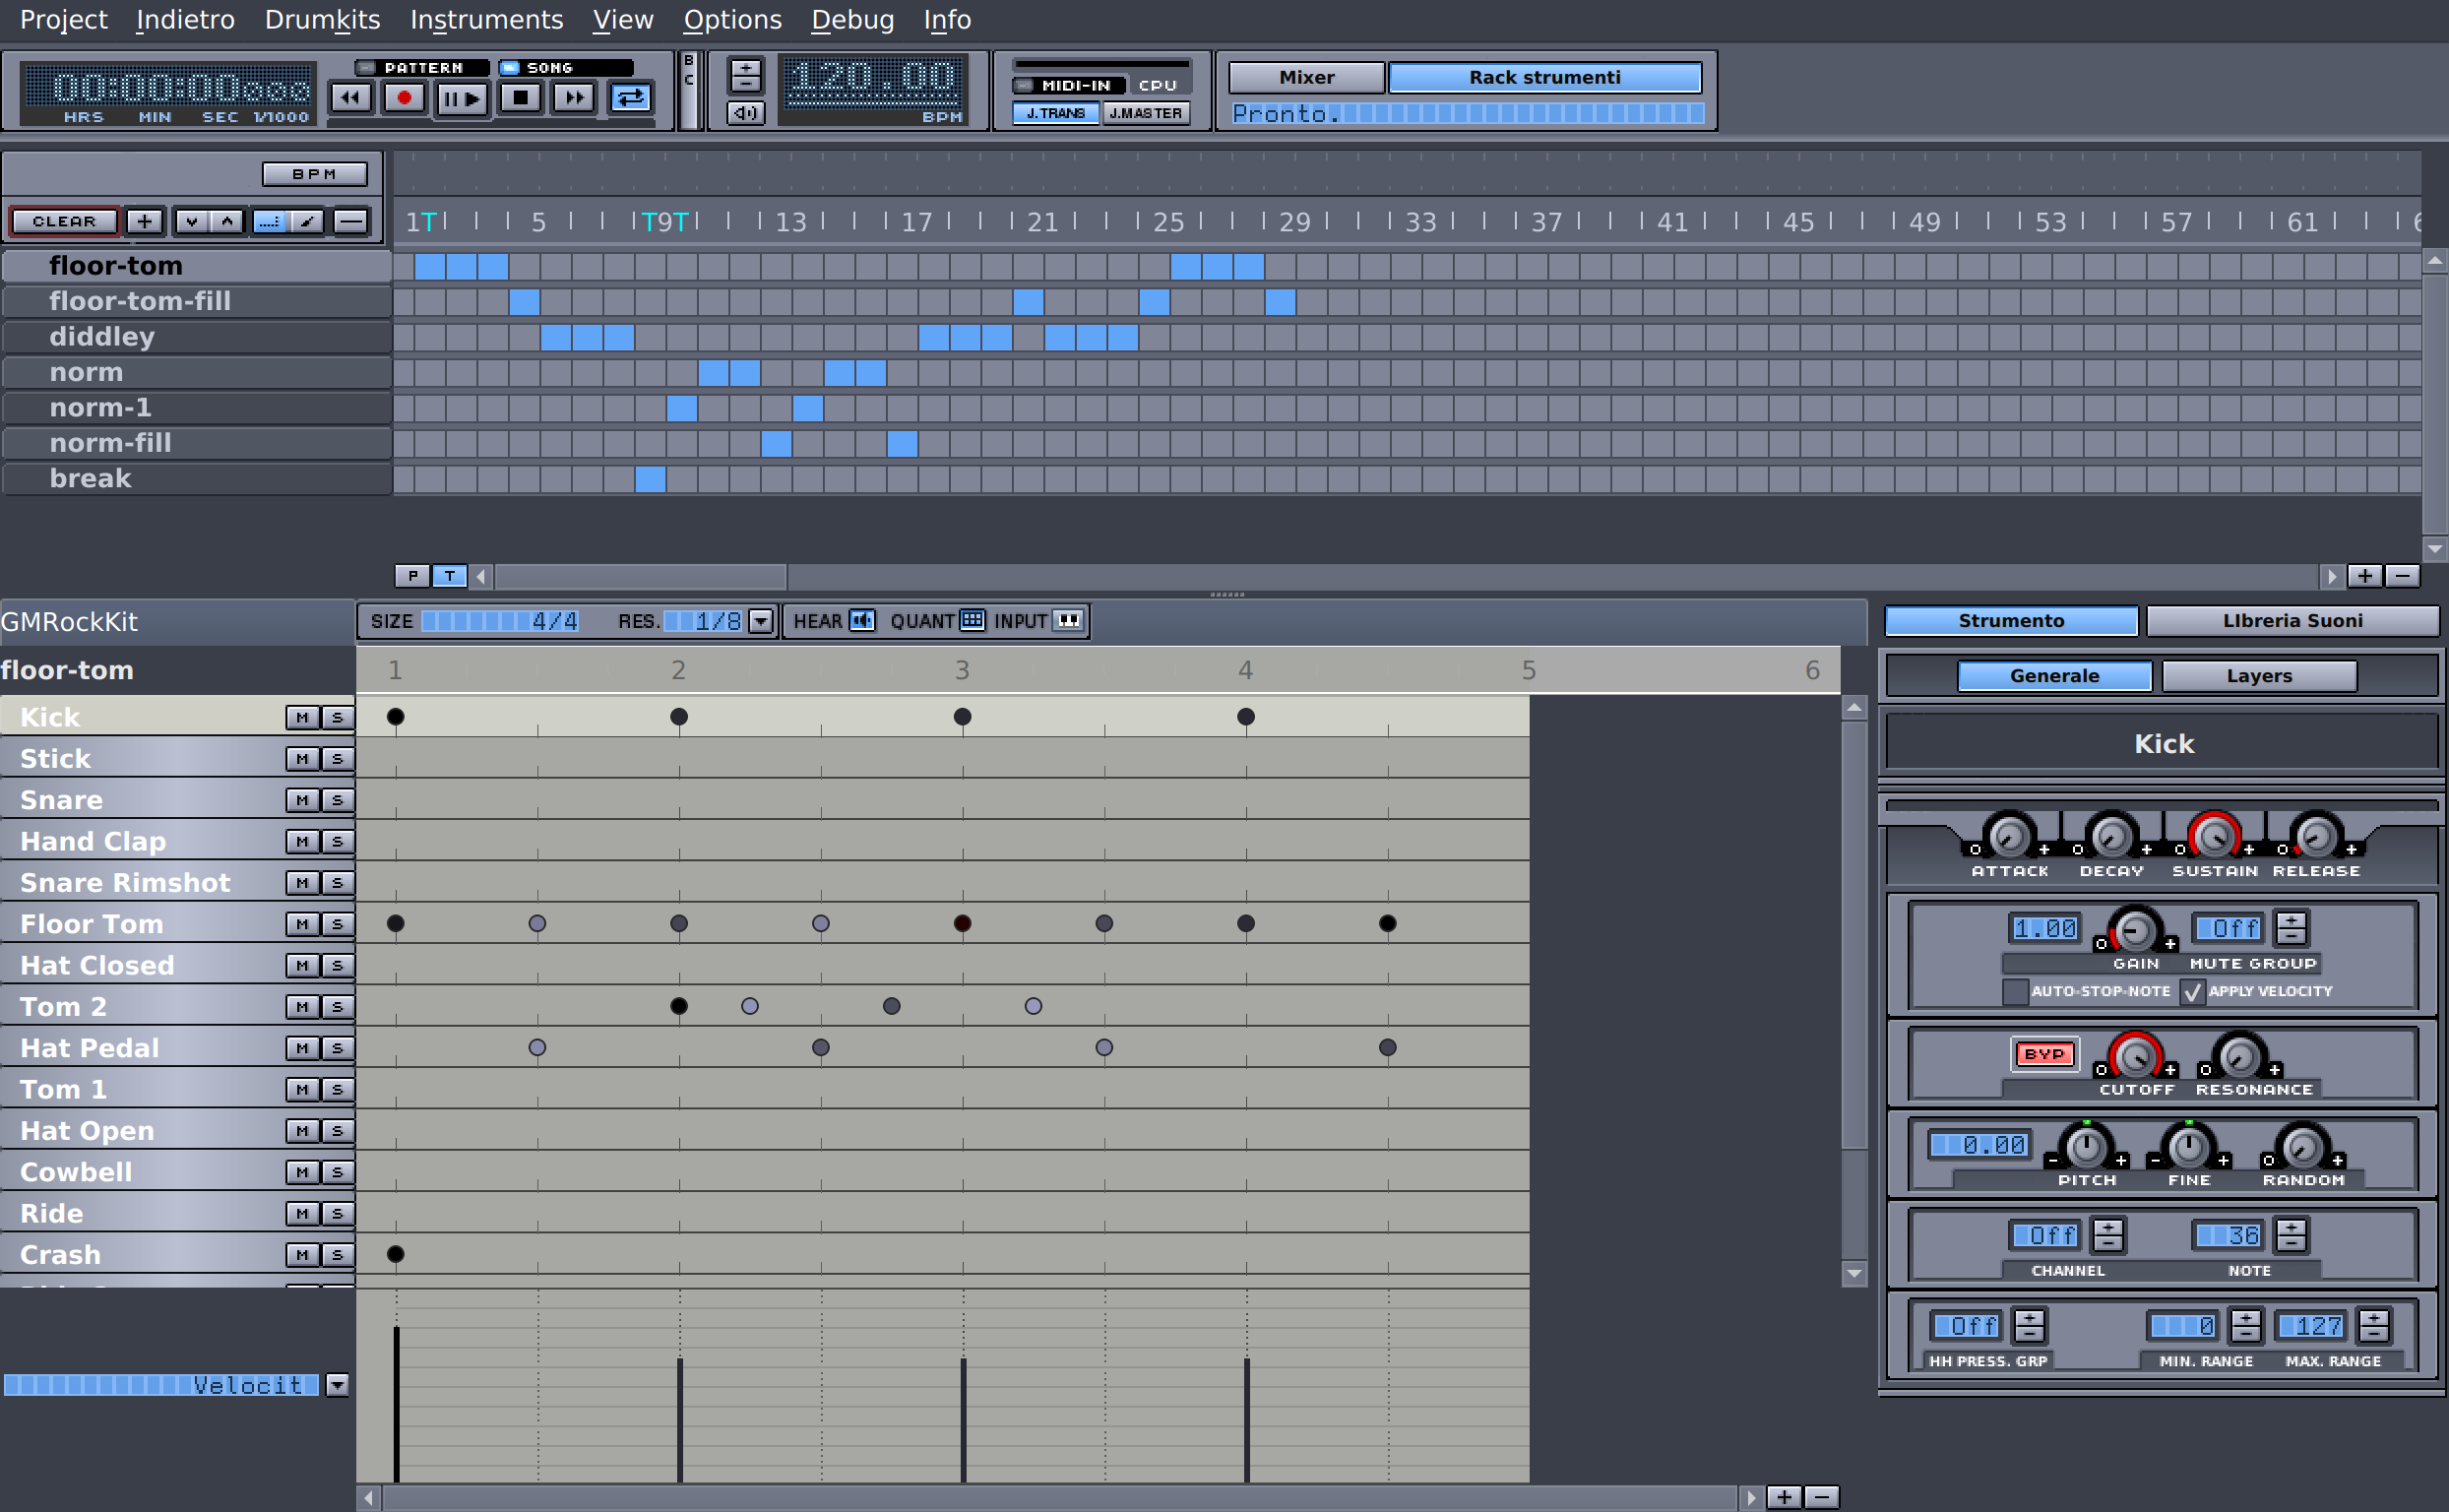 Project Indietro Drumkits Instruments View Options Debug Info
00:00:00000
HRS MIN SEC 1/1000
PATTERN SONG
B
C
120.00
BPM
MIDI-IN CPU
J.TRANS J.MASTER
Mixer Rack strumenti
Pronto.
BPM
CLEAR
1T 5 T9T 13 17 21 25 29 33 37 41 45 49 53 57 61
floor-tom
floor-tom-fill
diddley
norm
norm-1
norm-fill
break
P T
GMRockKit SIZE 4/4 RES. 1/8 HEAR QUANT INPUT
Strumento LIbreria Suoni
floor-tom 1 2 3 4 5 6
Generale Layers
Kick M S
Kick
Stick M S
Snare M S
Hand Clap M S
Snare Rimshot M S
Floor Tom M S
Hat Closed M S
Tom 2 M S
Hat Pedal M S
Tom 1 M S
Hat Open M S
Cowbell M S
Ride M S
Crash M S
ATTACK DECAY SUSTAIN RELEASE
1.00 Off
GAIN MUTE GROUP
AUTO-STOP-NOTE APPLY VELOCITY
BYP
CUTOFF RESONANCE
0.00
PITCH FINE RANDOM
Off 36
CHANNEL NOTE
Off 0 127
HH PRESS. GRP MIN. RANGE MAX. RANGE
Velocit